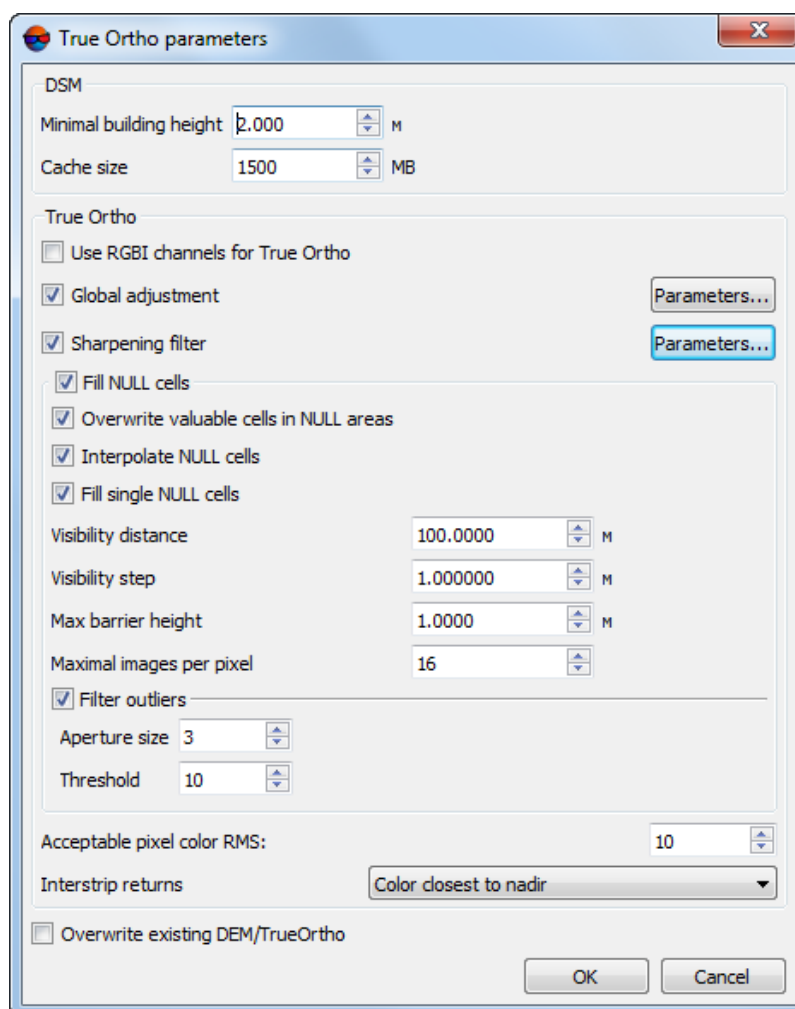 True Ortho parameters
DSM
Minimal building height 2.000 м
Cache size 1500 MB
True Ortho
Use RGBI channels for True Ortho
Global adjustment Parameters...
Sharpening filter Parameters...
Fill NULL cells
Overwrite valuable cells in NULL areas
Interpolate NULL cells
Fill single NULL cells
Visibility distance 100.0000 м
Visibility step 1.000000 м
Max barrier height 1.0000 м
Maximal images per pixel 16
Filter outliers
Aperture size 3
Threshold 10
Acceptable pixel color RMS: 10
Interstrip returns Color closest to nadir
Overwrite existing DEM/TrueOrtho
OK Cancel